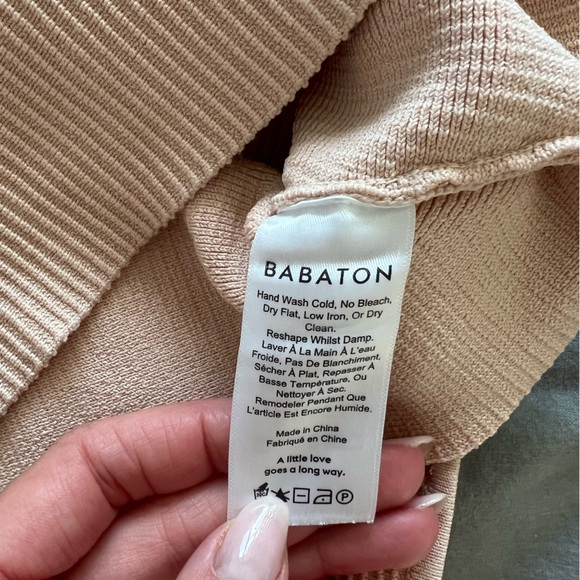 BABATON
Hand Wash Cold, No Bleach,
Dry Flat, Low Iron, Or Dry
Clean.
Reshape Whilst Damp.
Laver À La Main À L'eau
Froide, Pas De Blanchiment,
Sécher À Plat, Repasser À
Basse Température, Ou
Nettoyer À Sec.
Remodeler Pendant Que
L'article Est Encore Humide.
Made in China
Fabriqué en Chine
A little love
goes a long way.